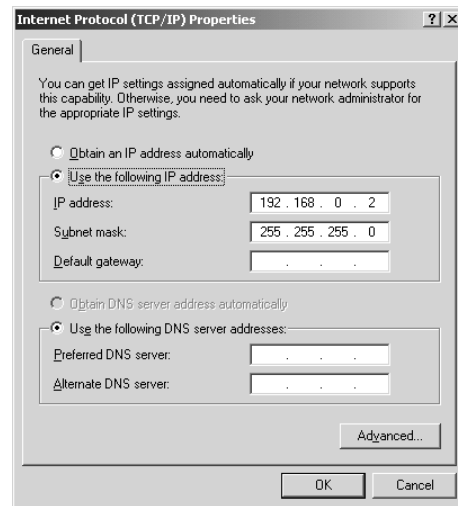 Internet Protocol (TCP/IP) Properties ? x
General
You can get IP settings assigned automatically if your network supports
this capability. Otherwise, you need to ask your network administrator for
the appropriate IP settings.
Obtain an IP address automatically
Use the following IP address:
IP address: 192 . 168 . 0 . 2
Subnet mask: 255 . 255 . 255 . 0
Default gateway: . . .
Obtain DNS server address automatically
Use the following DNS server addresses:
Preferred DNS server: . . .
Alternate DNS server: . . .
Advanced...
OK Cancel